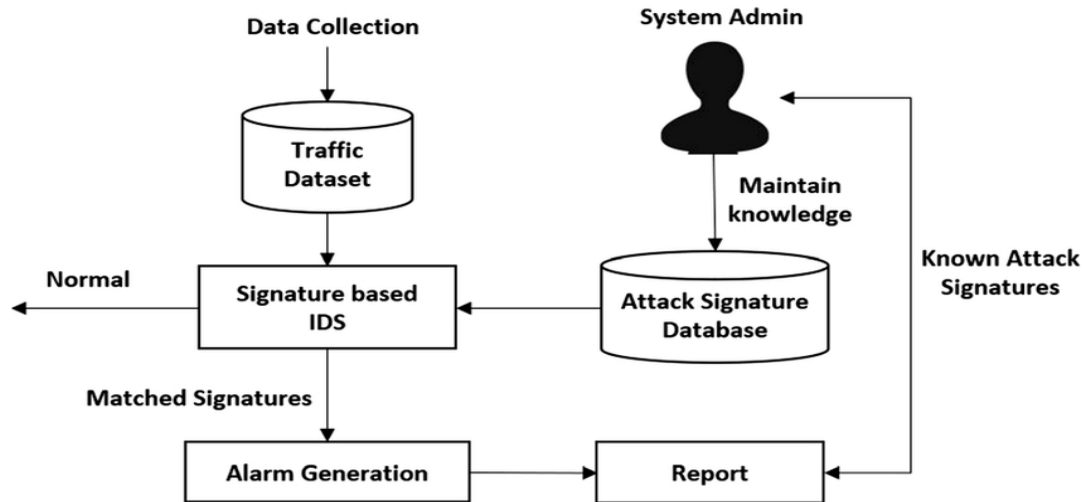 Data Collection
System Admin
Traffic
Dataset
Maintain
knowledge
Known Attack
Signatures
Normal
Signature based
IDS
Attack Signature
Database
Matched Signatures
Alarm Generation
Report